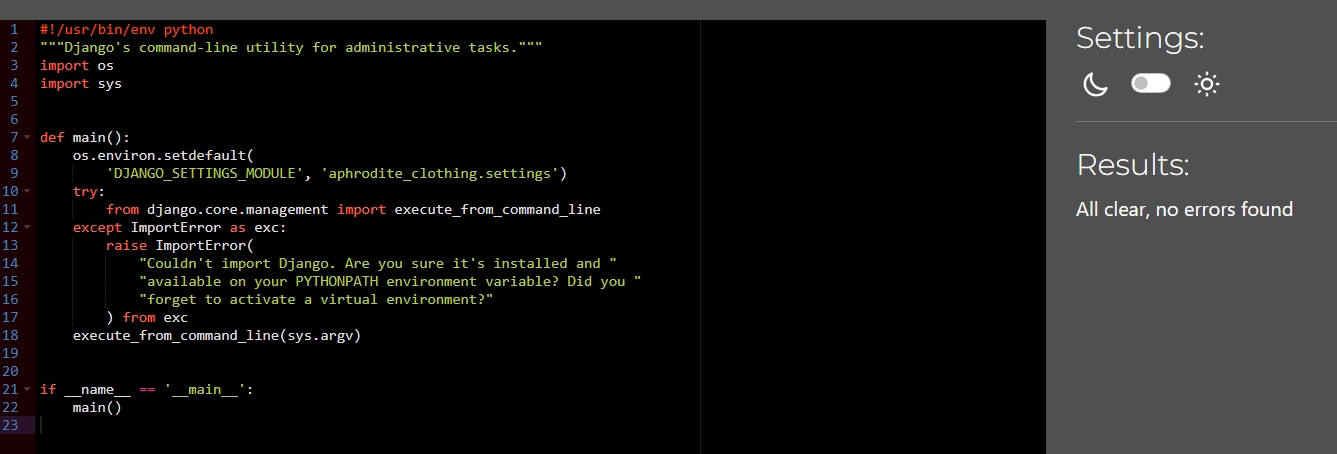 1 #!/usr/bin/env python
2 """Django's command-line utility for administrative tasks."""
3 import os
4 import sys
5
6
7 def main():
8     os.environ.setdefault(
9         'DJANGO_SETTINGS_MODULE', 'aphrodite_clothing.settings')
10     try:
11         from django.core.management import execute_from_command_line
12     except ImportError as exc:
13         raise ImportError(
14             "Couldn't import Django. Are you sure it's installed and "
15             "available on your PYTHONPATH environment variable? Did you "
16             "forget to activate a virtual environment?"
17         ) from exc
18     execute_from_command_line(sys.argv)
19
20
21 if __name__ == '__main__':
22     main()
23
Settings:
Results:
All clear, no errors found